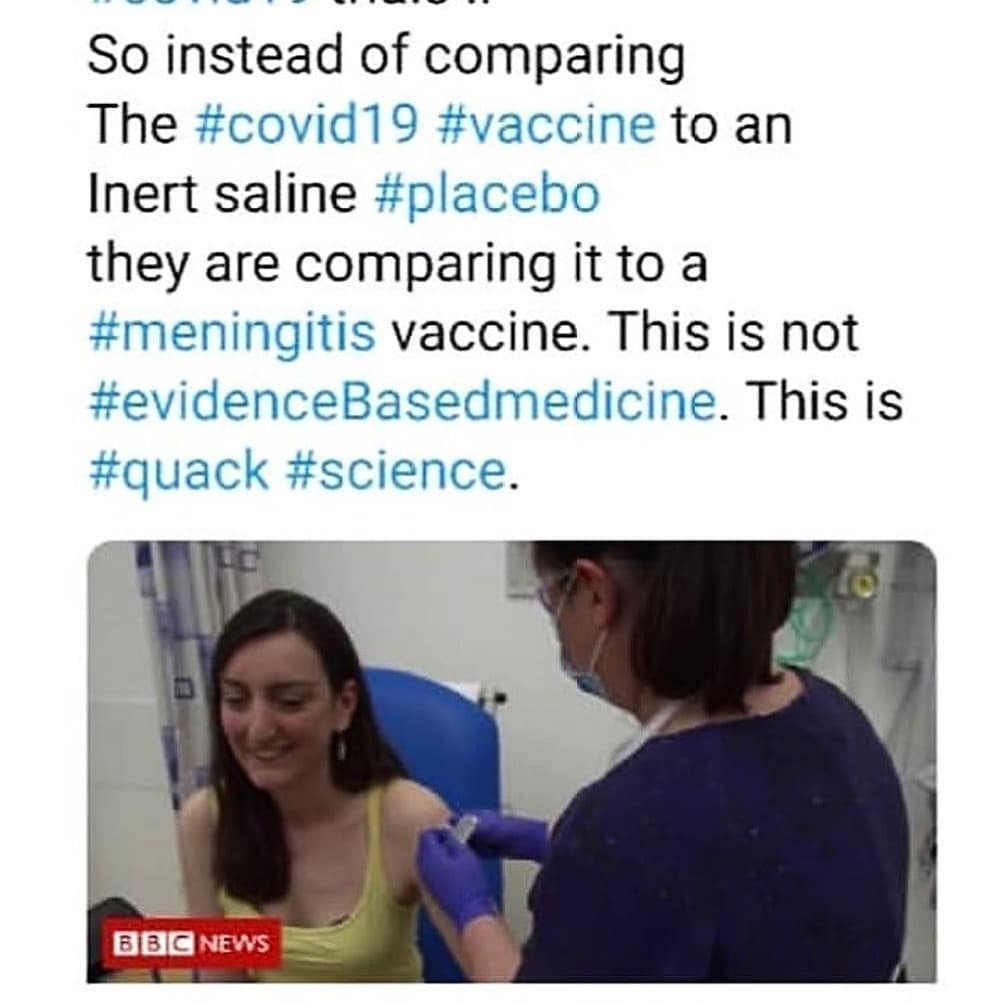 So instead of comparing
The #covid19 #vaccine to an
Inert saline #placebo
they are comparing it to a
#meningitis vaccine. This is not
#evidenceBasedmedicine. This is
#quack #science.
BBC NEWS